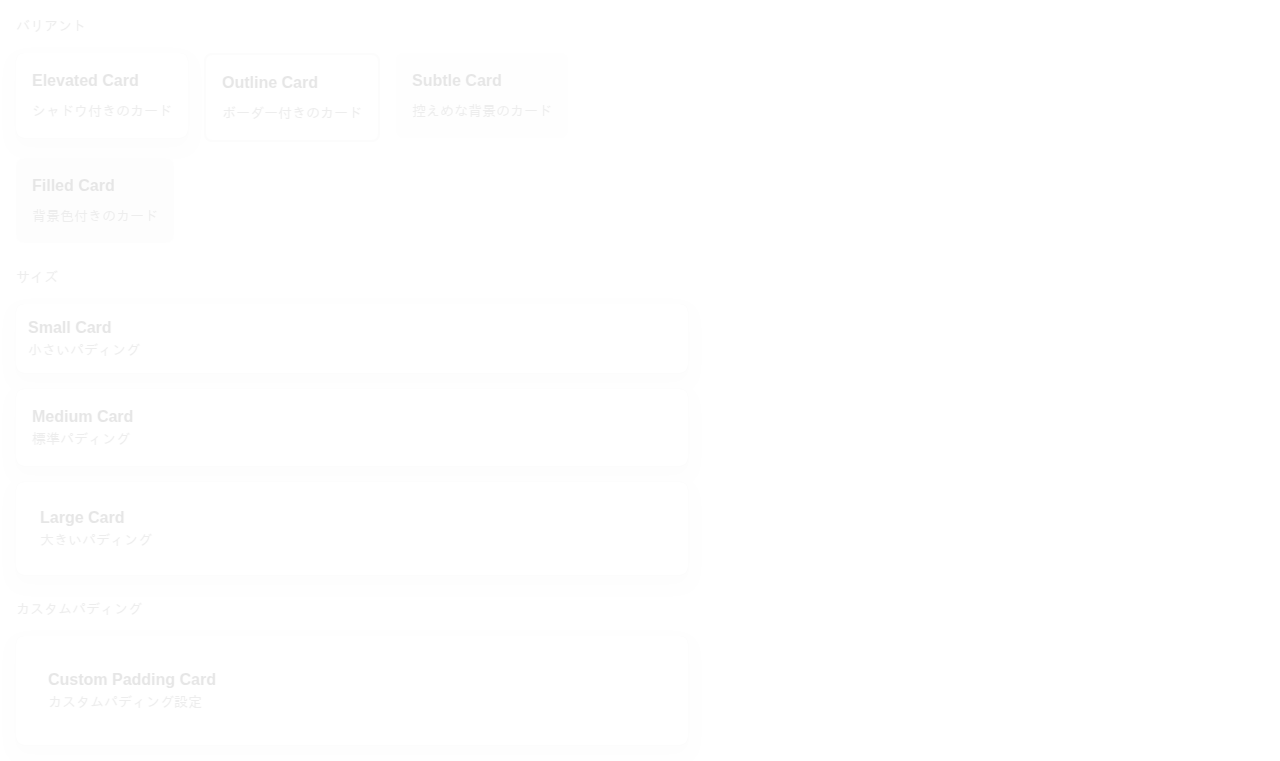 バリアント
Elevated Card
シャドウ付きのカード
Outline Card
ボーダー付きのカード
Subtle Card
控えめな背景のカード
Filled Card
背景色付きのカード
サイズ
Small Card
小さいパディング
Medium Card
標準パディング
Large Card
大きいパディング
カスタムパディング
Custom Padding Card
カスタムパディング設定